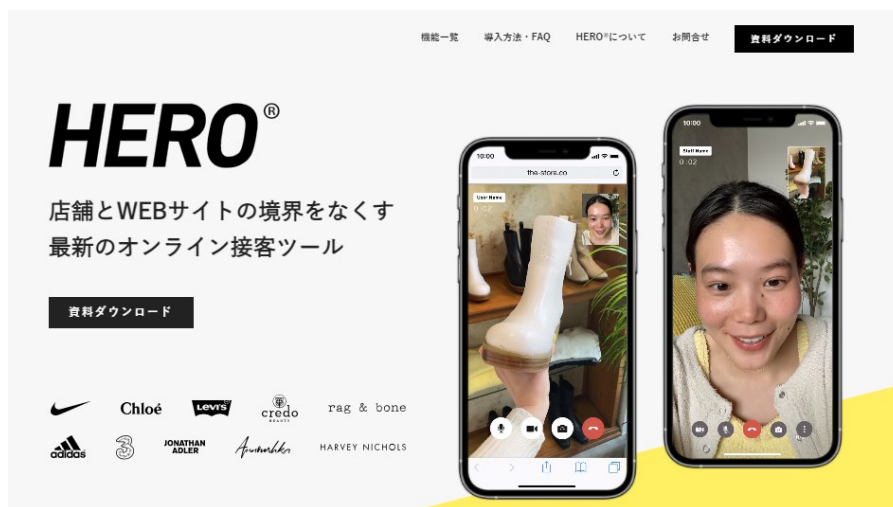 機能一覧
導入方法・FAQ
HERO®について
お問合せ
資料ダウンロード
HERO®
店舗とWEBサイトの境界をなくす
最新のオンライン接客ツール
資料ダウンロード
Chloé
LEVI'S
credo
BEAUTY
rag & bone
adidas
3
JONATHAN
ADLER
HARVEY NICHOLS
10:00
the-store.co
User Name
0:02
10:00
Staff Name
0:02